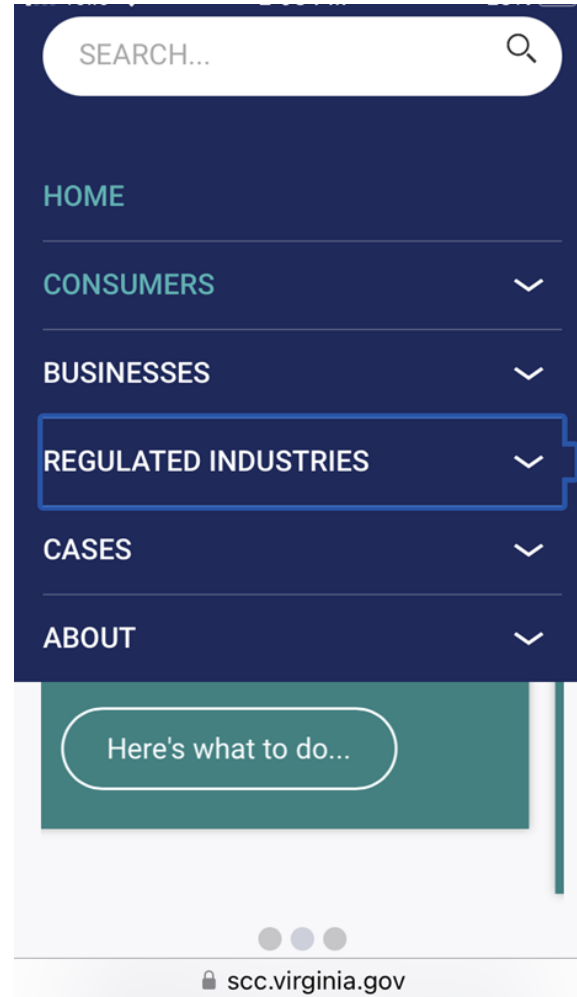 SEARCH...
HOME
CONSUMERS
BUSINESSES
REGULATED INDUSTRIES
CASES
ABOUT
Here's what to do...
scc.virginia.gov